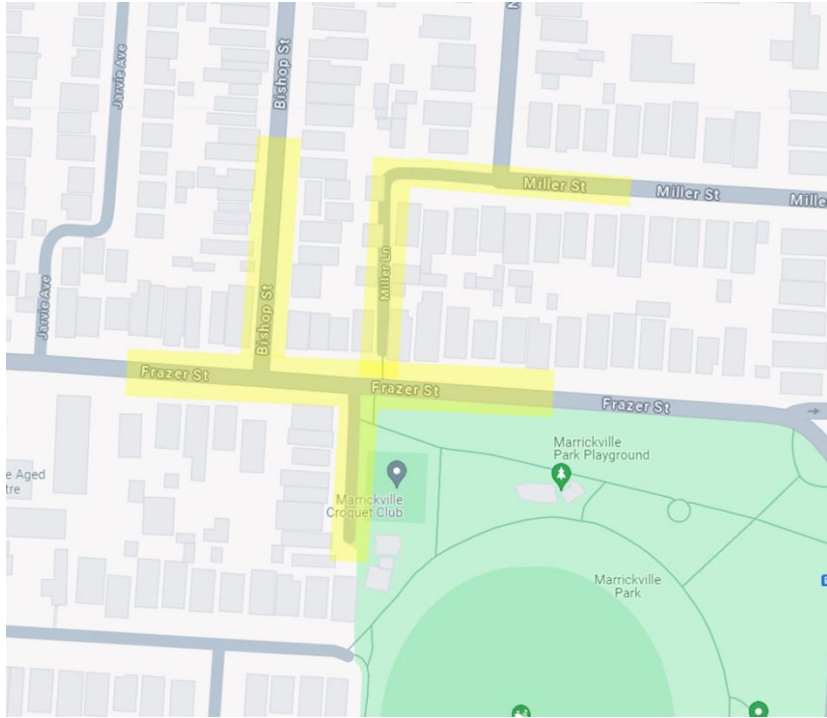 Jarvie Ave
Bishop St
Miller St
Miller St
Mille
Miller Ln
Jarvie Ave
Bishop St
Frazer St
Frazer St
Frazer St
Marrickville
Park Playground
e Aged
tre
Marrickville
Croquet Club
Marrickville
Park